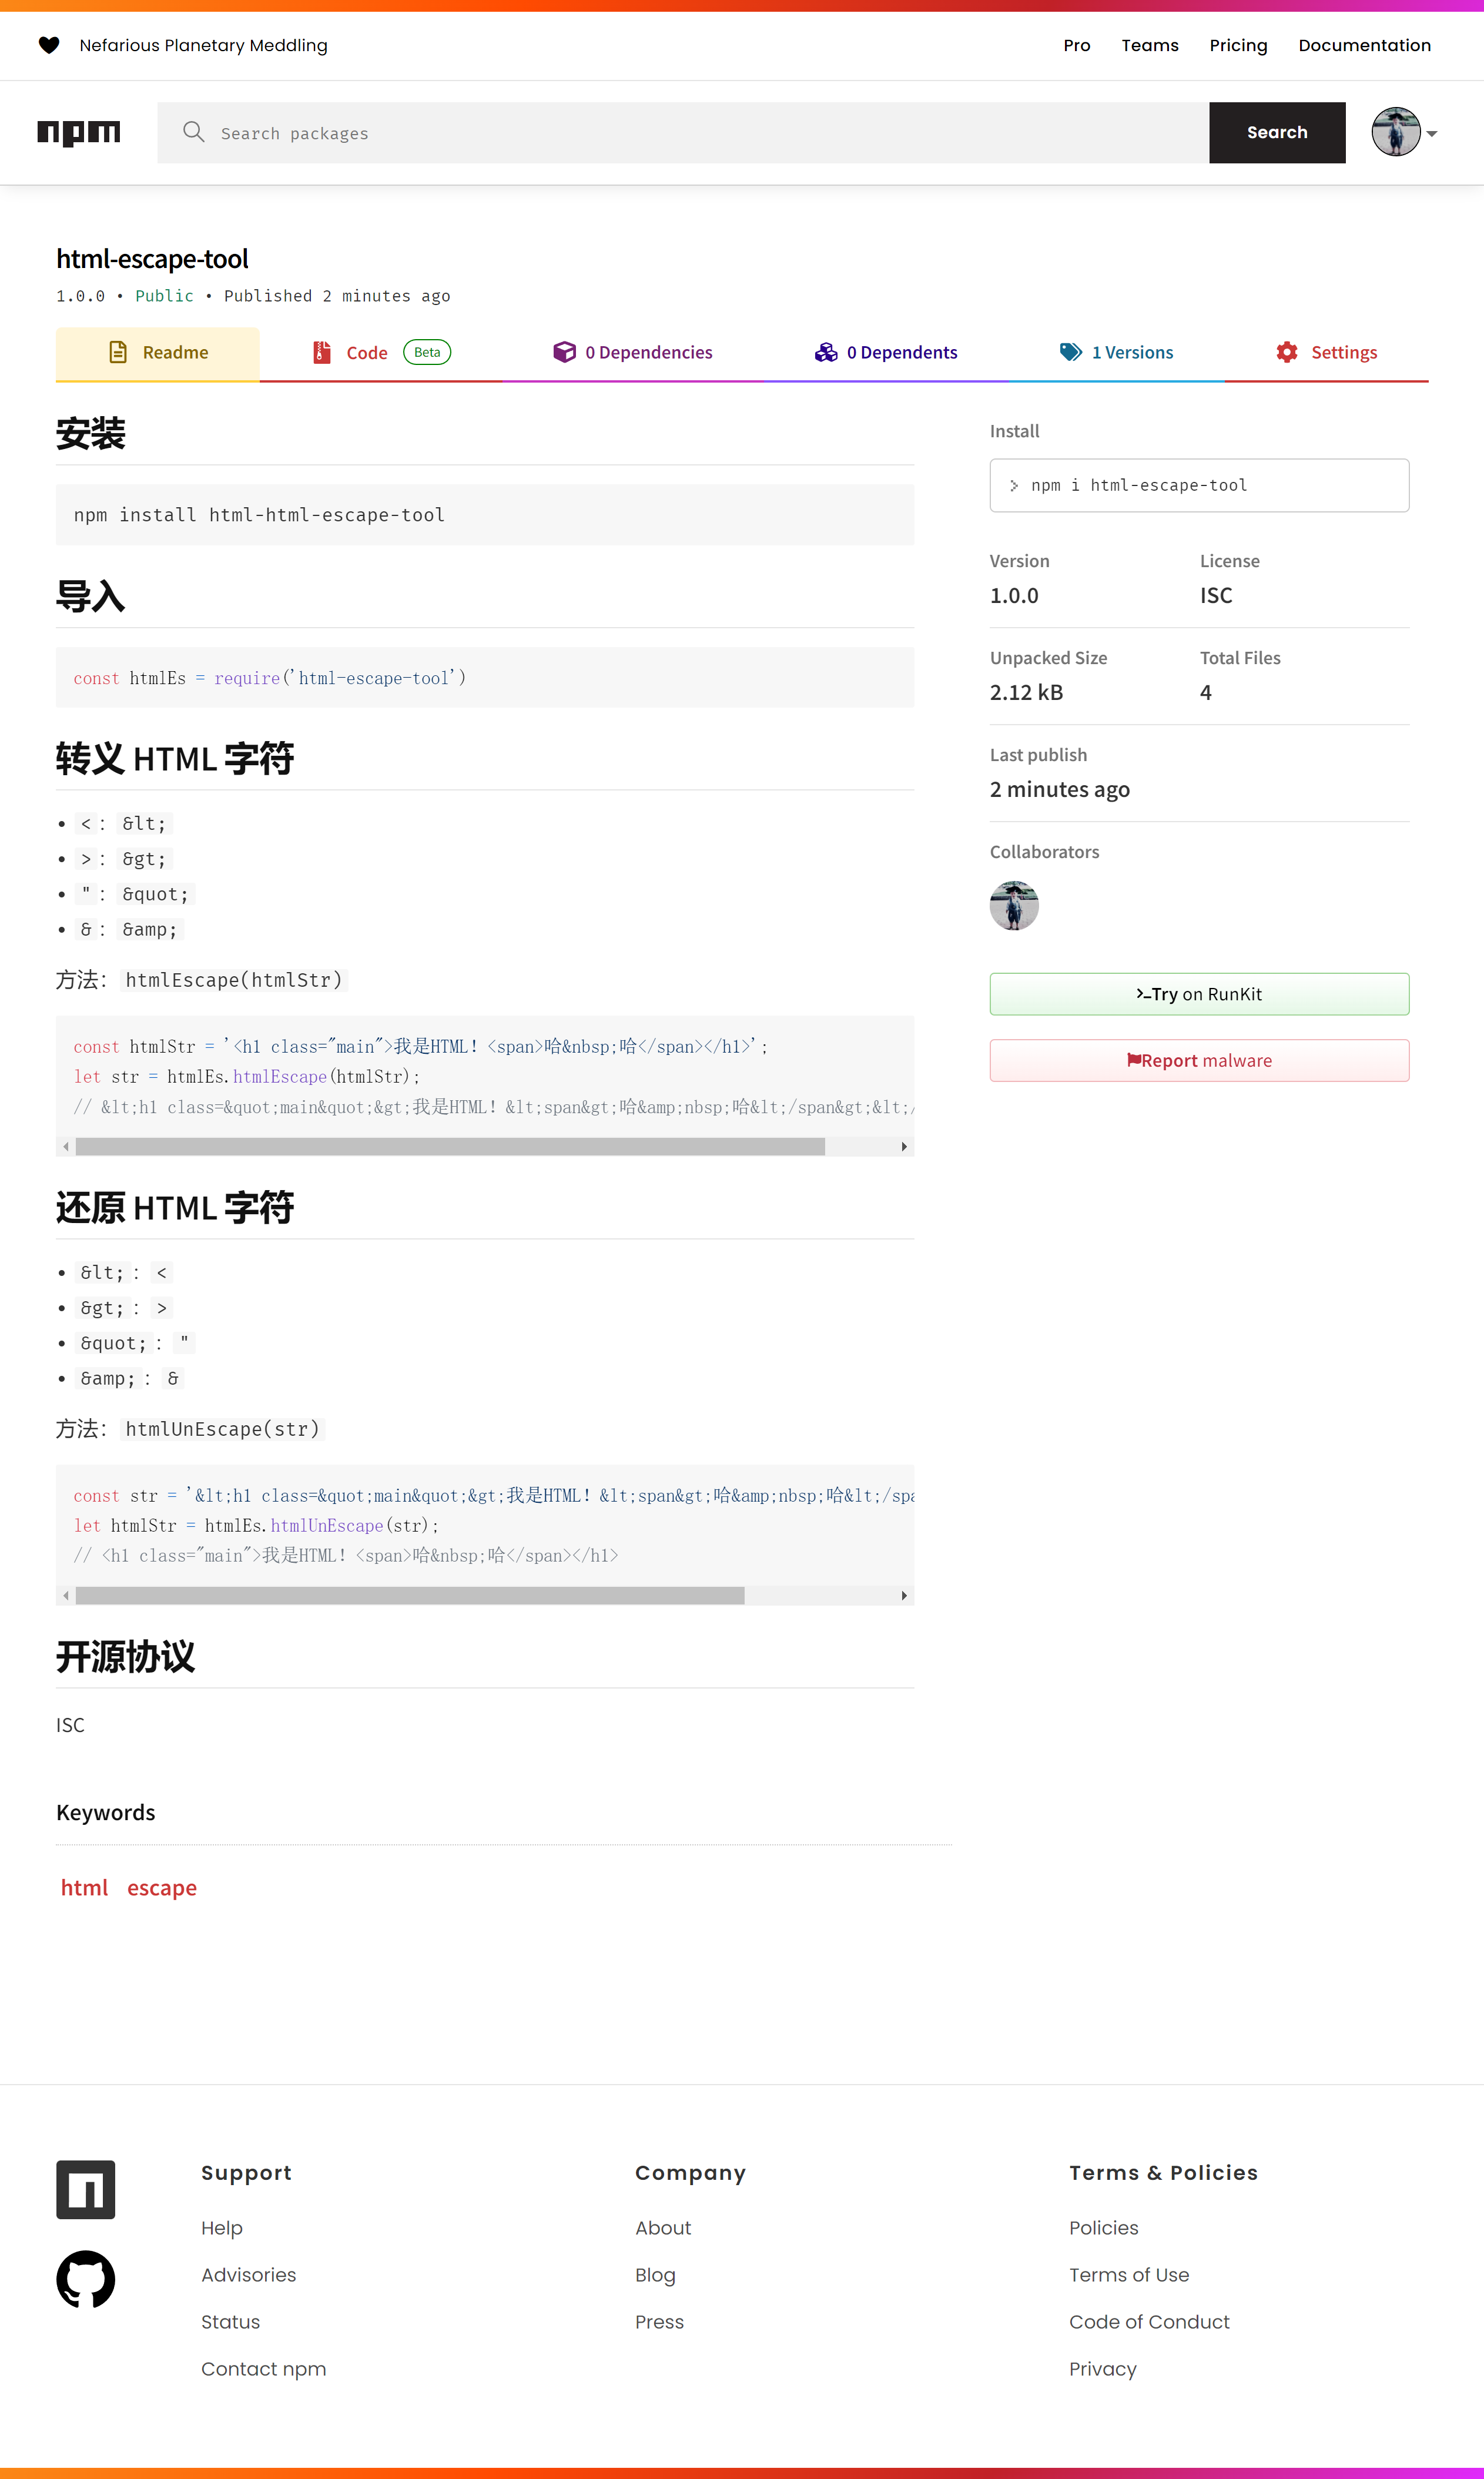 Nefarious Planetary Meddling
Pro Teams Pricing Documentation
npm
Search packages
Search
html-escape-tool
1.0.0 • Public • Published 2 minutes ago
Readme
Code Beta
0 Dependencies
0 Dependents
1 Versions
Settings
安装
npm install html-html-escape-tool
导入
const htmlEs = require('html-escape-tool')
转义 HTML 字符
• < : &lt;
• > : &gt;
• " : &quot;
• & : &amp;
方法： htmlEscape(htmlStr)
const htmlStr = '<h1 class="main">我是HTML! <span>哈&nbsp;哈</span></h1>';
let str = htmlEs.htmlEscape(htmlStr);
// &lt;h1 class=&quot;main&quot;&gt;我是HTML! &lt;span&gt;哈&amp;nbsp;哈&lt;/span&gt;&lt;/
还原 HTML 字符
• &lt; : <
• &gt; : >
• &quot; : "
• &amp; : &
方法： htmlUnEscape(str)
const str = '&lt;h1 class=&quot;main&quot;&gt;我是HTML! &lt;span&gt;哈&amp;nbsp;哈&lt;/spa
let htmlStr = htmlEs.htmlUnEscape(str);
// <h1 class="main">我是HTML! <span>哈&nbsp;哈</span></h1>
开源协议
ISC
Keywords
html escape
Install
> npm i html-escape-tool
Version
1.0.0
License
ISC
Unpacked Size
2.12 kB
Total Files
4
Last publish
2 minutes ago
Collaborators
Try on RunKit
Report malware
Support
Help
Advisories
Status
Contact npm
Company
About
Blog
Press
Terms & Policies
Policies
Terms of Use
Code of Conduct
Privacy